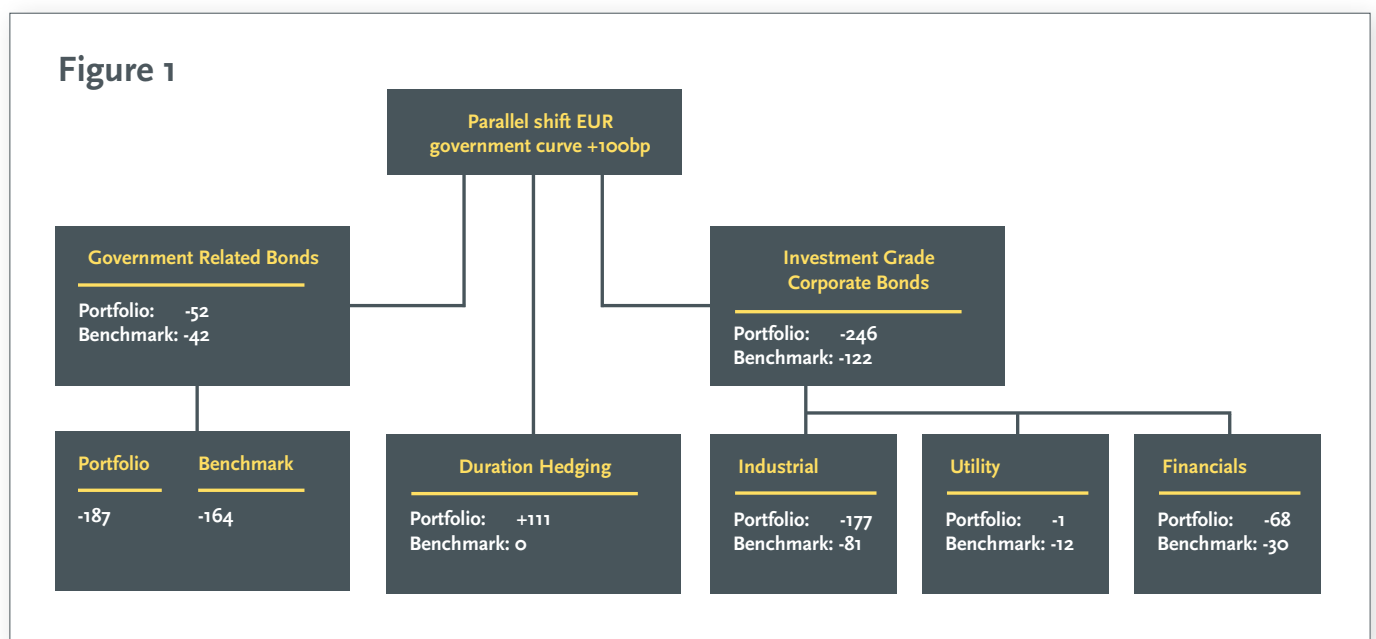 Figure 1
Parallel shift EUR
government curve +100bp
Government Related Bonds
Portfolio: -52
Benchmark: -42
Investment Grade
Corporate Bonds
Portfolio: -246
Benchmark: -122
Portfolio Benchmark
-187 -164
Duration Hedging
Portfolio: +111
Benchmark: 0
Industrial
Portfolio: -177
Benchmark: -81
Utility
Portfolio: -1
Benchmark: -12
Financials
Portfolio: -68
Benchmark: -30